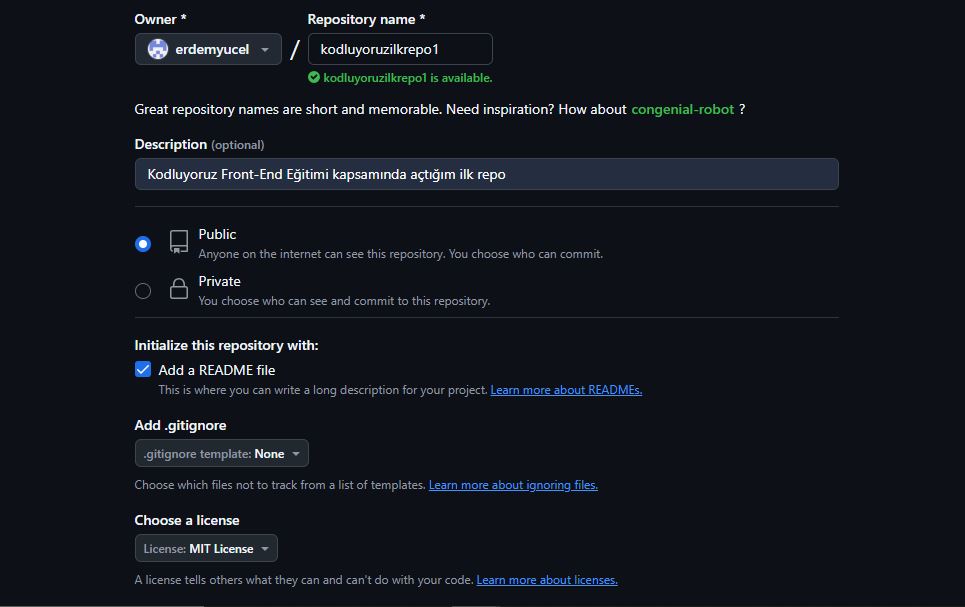 Owner * Repository name *
erdemyucel / kodluyoruzilkrepo1
kodluyoruzilkrepo1 is available.
Great repository names are short and memorable. Need inspiration? How about congenial-robot ?
Description (optional)
Kodluyoruz Front-End Eğitimi kapsamında açtığım ilk repo
Public
Anyone on the internet can see this repository. You choose who can commit.
Private
You choose who can see and commit to this repository.
Initialize this repository with:
Add a README file
This is where you can write a long description for your project. Learn more about READMEs.
Add .gitignore
.gitignore template: None
Choose which files not to track from a list of templates. Learn more about ignoring files.
Choose a license
License: MIT License
A license tells others what they can and can't do with your code. Learn more about licenses.